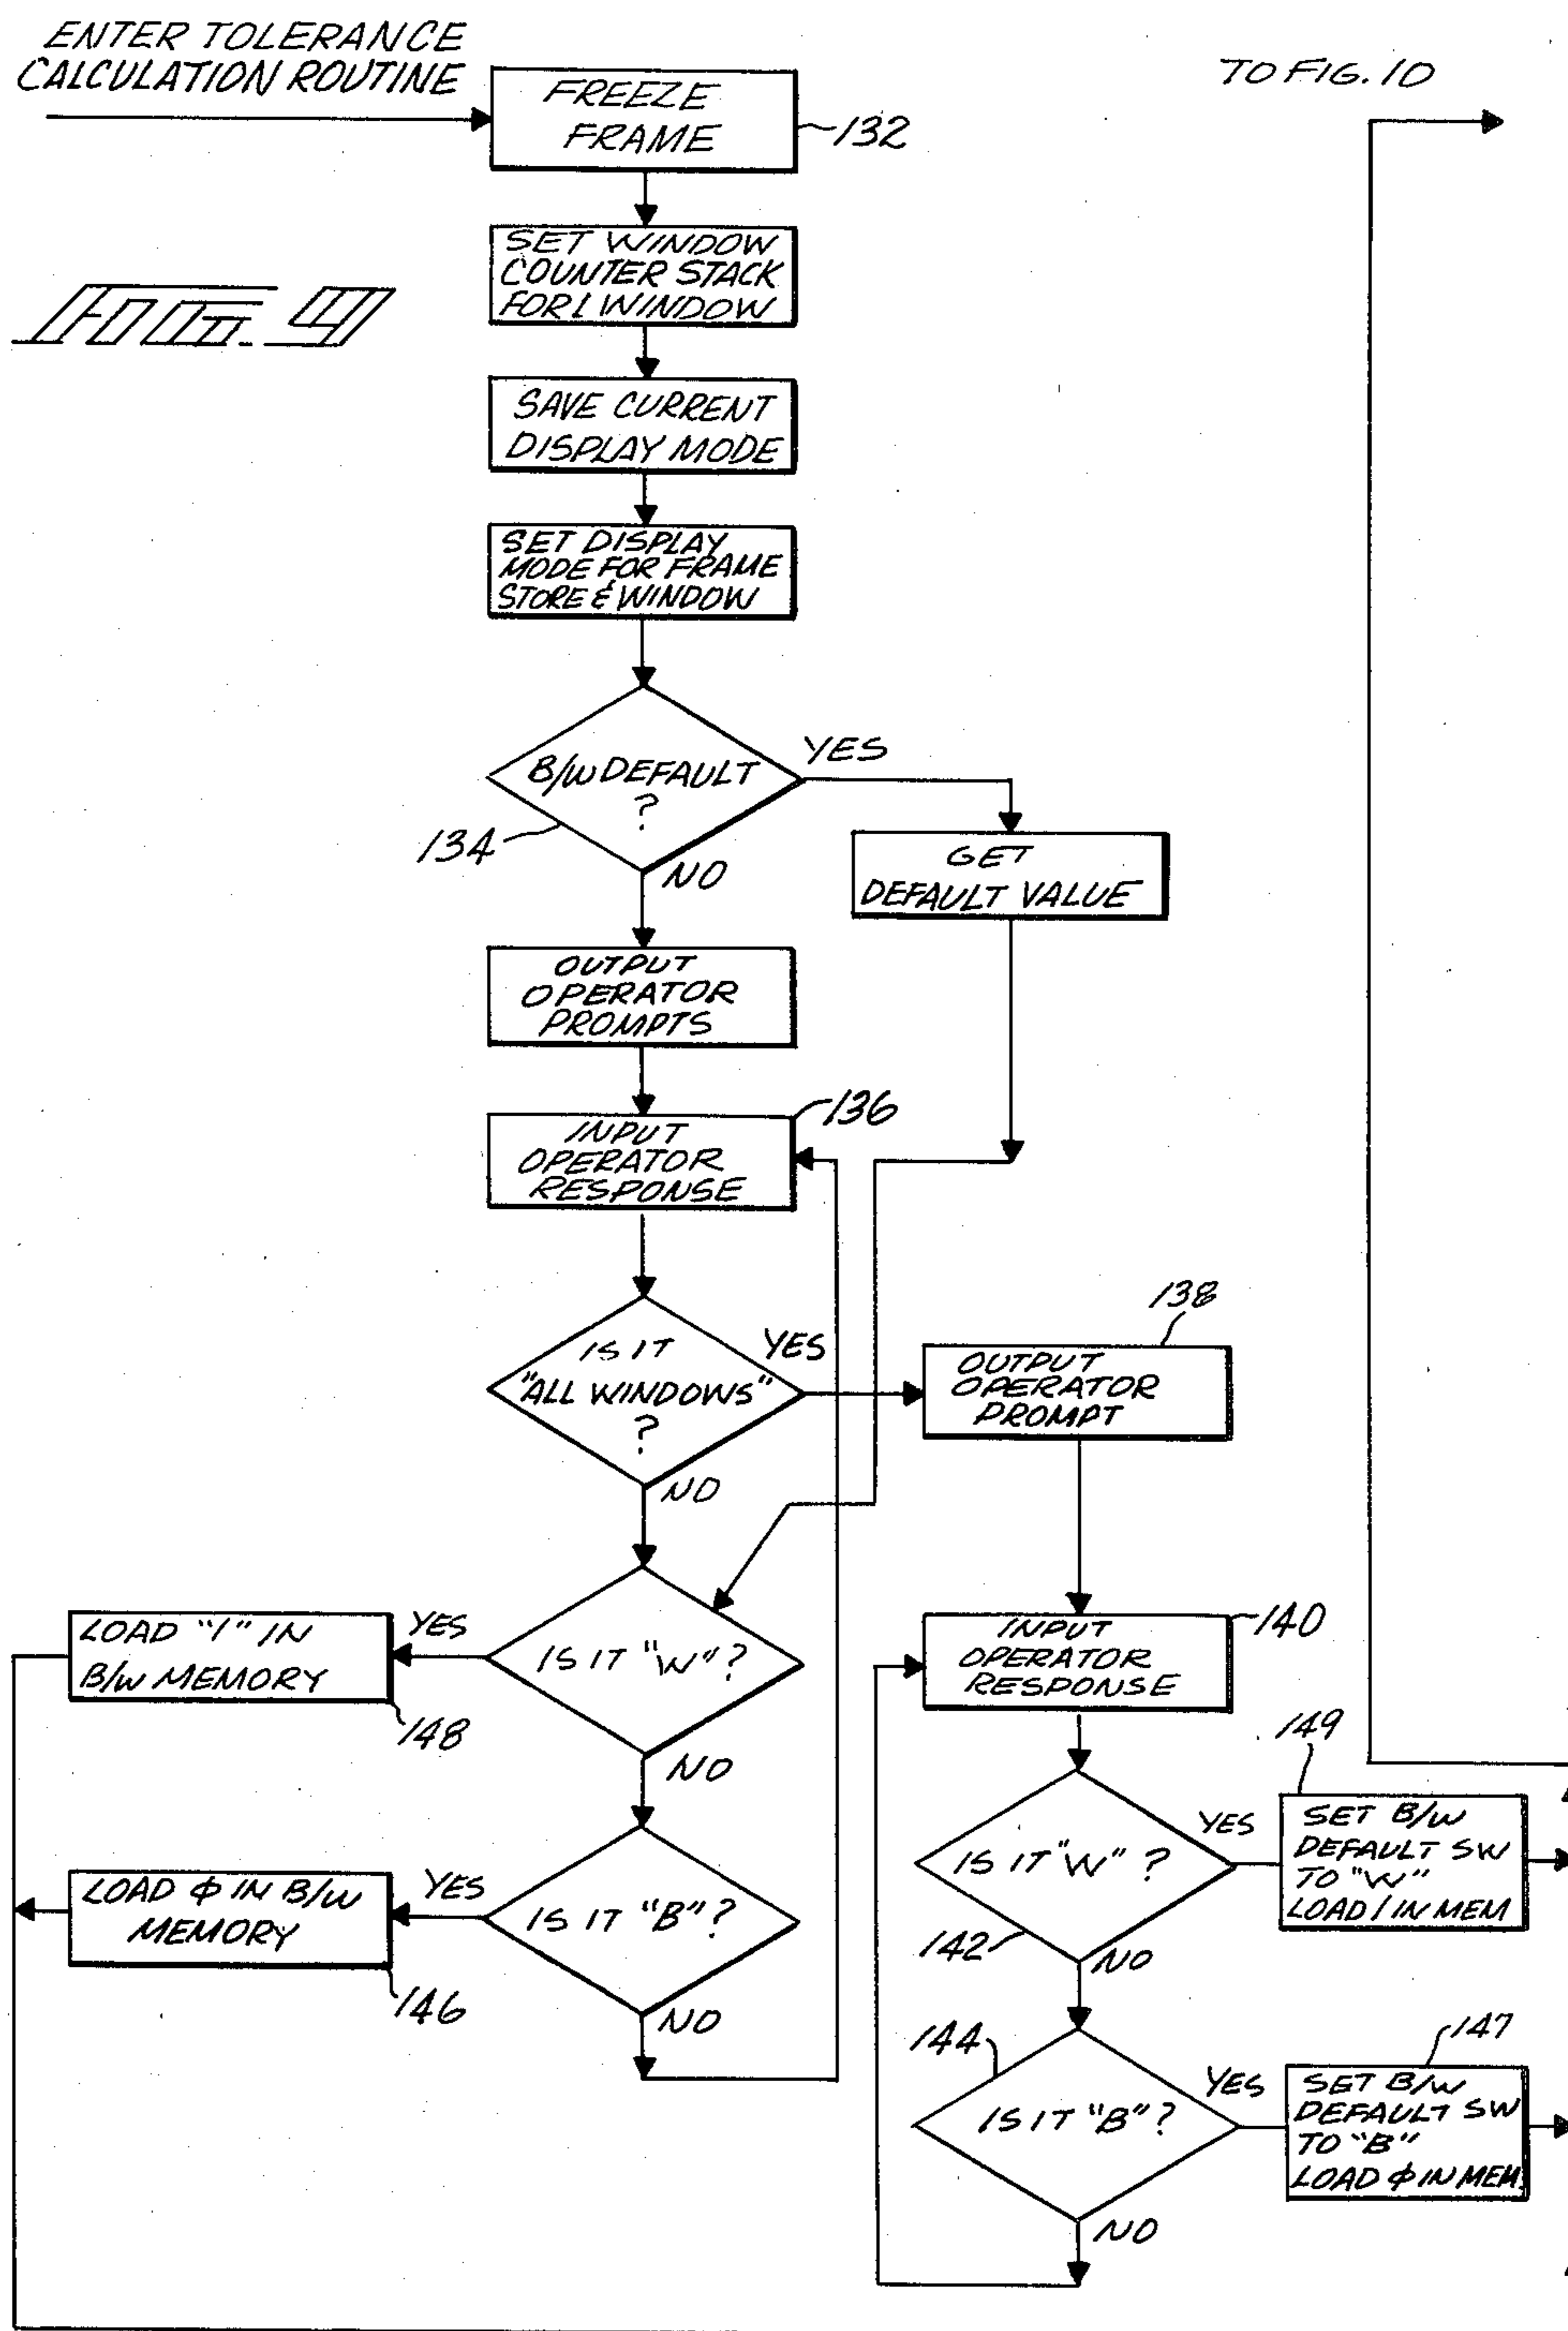 ENTER TOLERANCE
CALCULATION ROUTINE
TO FIG. 10
FREEZE
FRAME
132
SET WINDOW
COUNTER STACK
FOR 1 WINDOW
FIG. 9
SAVE CURRENT
DISPLAY MODE
SET DISPLAY
MODE FOR FRAME
STORE & WINDOW
B/W DEFAULT
?
YES
134
NO
GET
DEFAULT VALUE
OUTPUT
OPERATOR
PROMPTS
136
INPUT
OPERATOR
RESPONSE
IS IT
"ALL WINDOWS"
?
YES
NO
138
OUTPUT
OPERATOR
PROMPT
LOAD "1" IN
B/W MEMORY
148
YES
IS IT "W"?
NO
140
INPUT
OPERATOR
RESPONSE
149
IS IT "W"?
YES
142
NO
SET B/W
DEFAULT SW
TO "W"
LOAD 1 IN MEM
LOAD ϕ IN B/W
MEMORY
146
YES
IS IT "B"?
NO
144
IS IT "B"?
YES
NO
147
SET B/W
DEFAULT SW
TO "B"
LOAD ϕ IN MEM